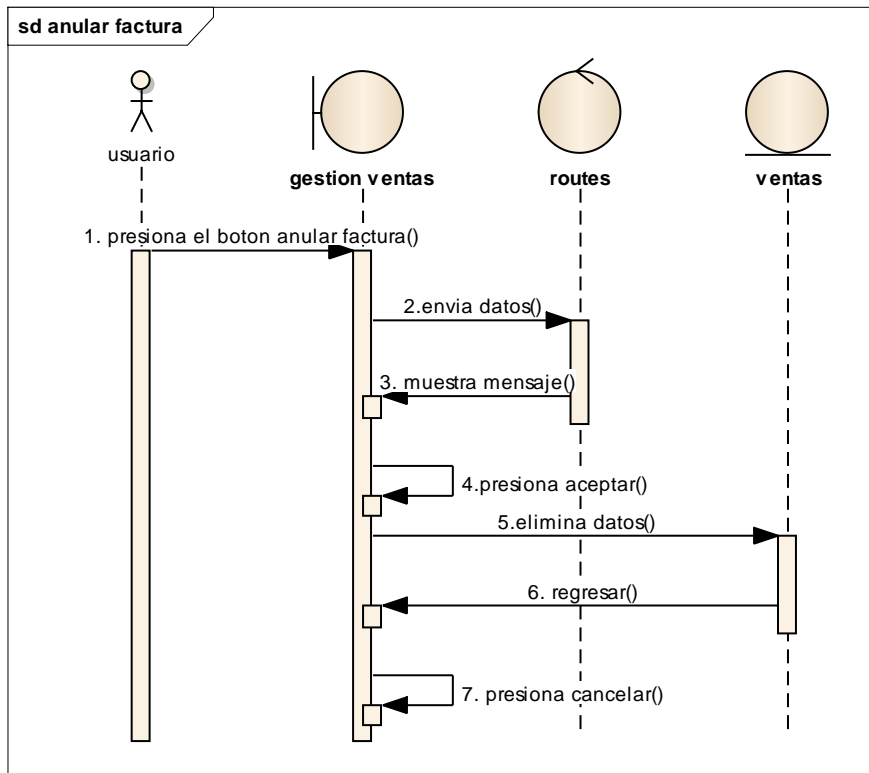 sd anular factura
usuario
gestion ventas
routes
ventas
1. presiona el boton anular factura()
2.envia datos()
3. muestra mensaje()
4.presiona aceptar()
5.elimina datos()
6. regresar()
7. presiona cancelar()